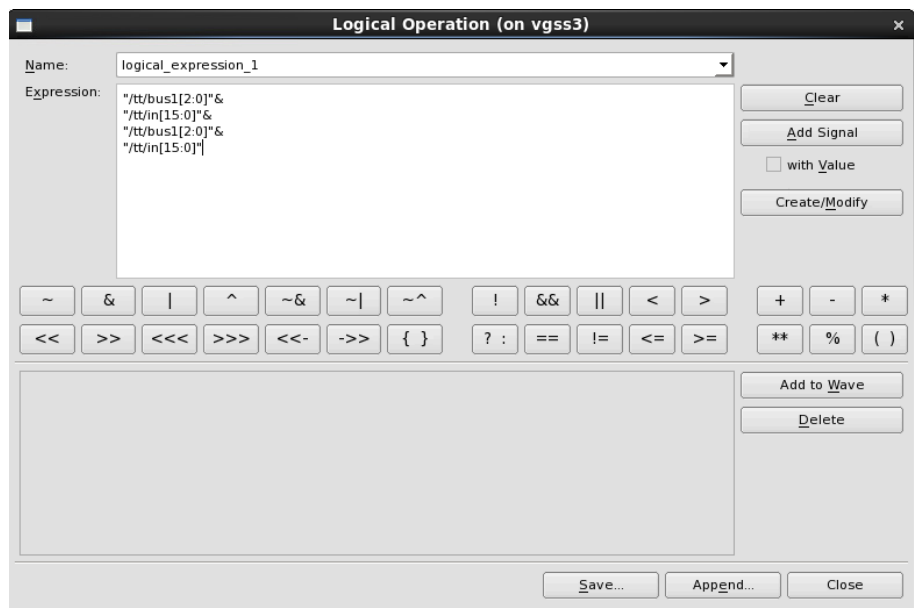 Logical Operation (on vgss3)
Name: logical_expression_1
Expression: "/tt/bus1[2:0]"&
"/tt/in[15:0]"&
"/tt/bus1[2:0]"&
"/tt/in[15:0]"
Clear
Add Signal
with Value
Create/Modify
~ & | ^ ~& ~| ~^ ! && || < > + - *
<< >> <<< >>> <<- ->> { } ? : == != <= >= ** % ( )
Add to Wave
Delete
Save... Append... Close